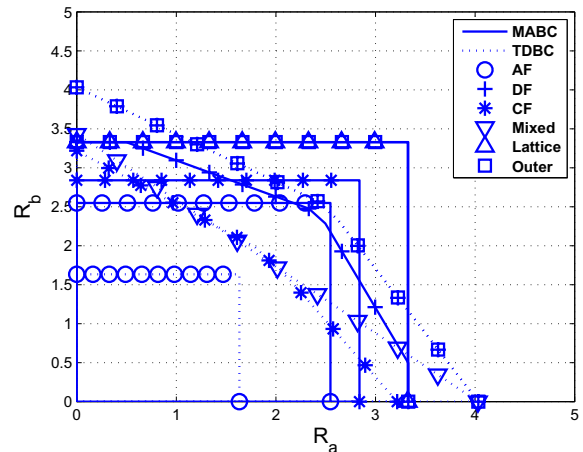 5
4.5
4
3.5
3
2.5
2
1.5
1
0.5
0
R_b
0 1 2 3 4 5
R_a
MABC
TDBC
AF
DF
CF
Mixed
Lattice
Outer